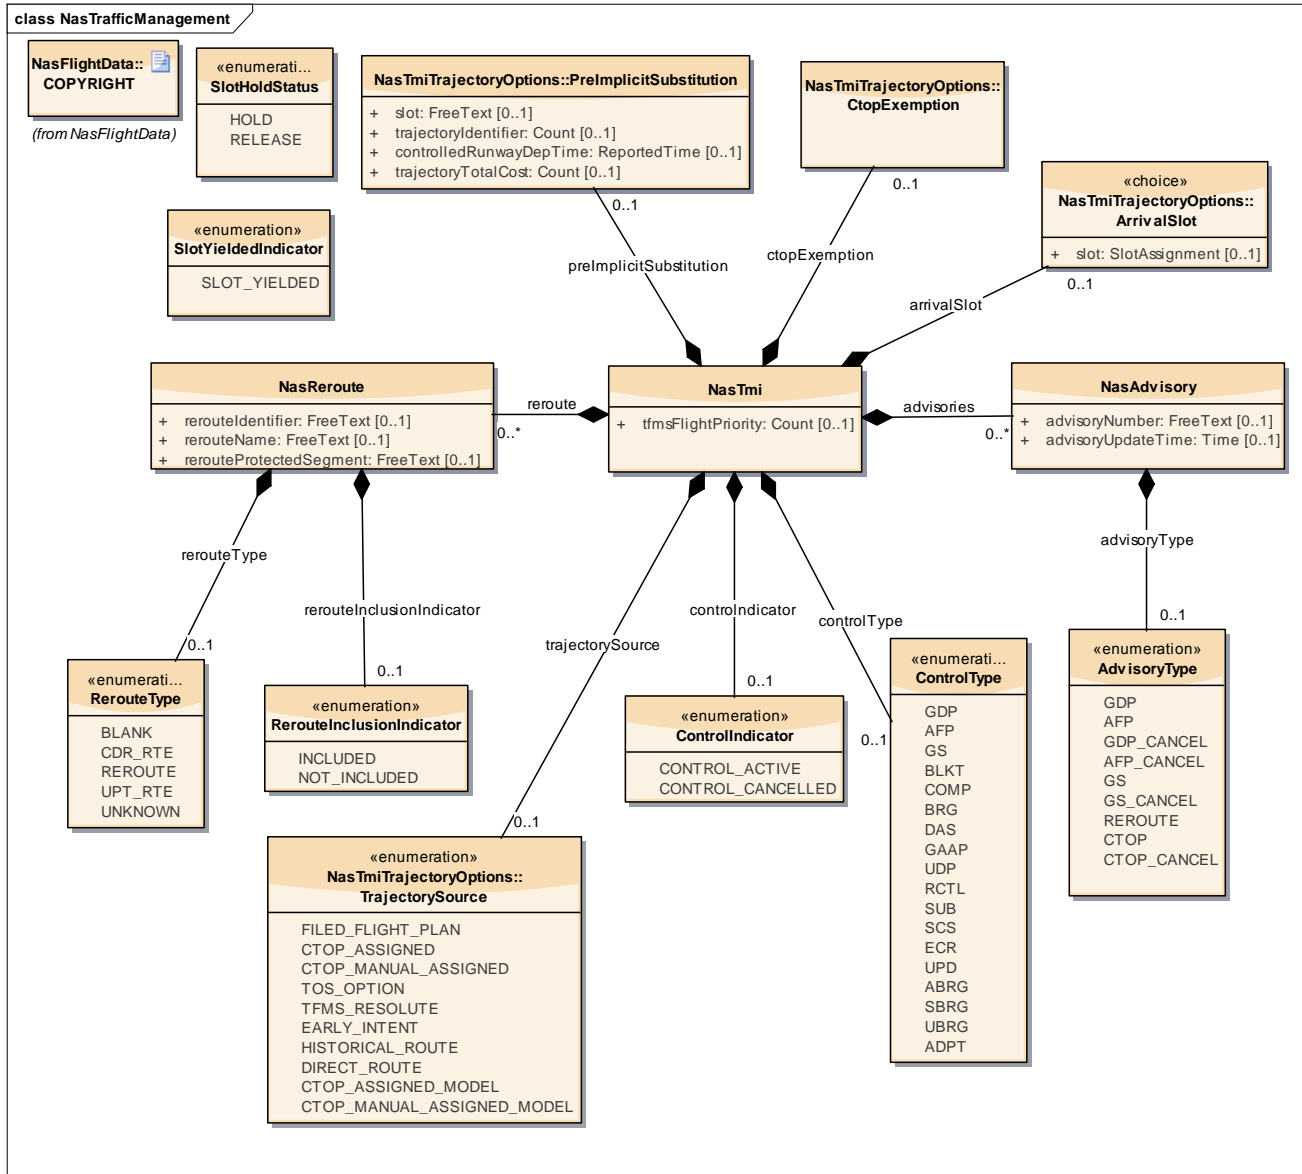 class NasTrafficManagement
NasFlightData::
COPYRIGHT
(from NasFlightData)
«enumerati...
SlotHoldStatus
HOLD
RELEASE
NasTmiTrajectoryOptions::PreImplicitSubstitution
+ slot: FreeText [0..1]
+ trajectoryIdentifier: Count [0..1]
+ controlledRunwayDepTime: ReportedTime [0..1]
+ trajectoryTotalCost: Count [0..1]
NasTmiTrajectoryOptions::
CtopExemption
«choice»
NasTmiTrajectoryOptions::
ArrivalSlot
+ slot: SlotAssignment [0..1]
«enumeration»
SlotYieldedIndicator
SLOT_YIELDED
0..1
preImplicitSubstitution
0..1
ctopExemption
0..1
arrivalSlot
NasReroute
+ rerouteIdentifier: FreeText [0..1]
+ rerouteName: FreeText [0..1]
+ rerouteProtectedSegment: FreeText [0..1]
reroute
0..*
NasTmi
+ tfmsFlightPriority: Count [0..1]
advisories
0..*
NasAdvisory
+ advisoryNumber: FreeText [0..1]
+ advisoryUpdateTime: Time [0..1]
rerouteType
0..1
rerouteInclusionIndicator
0..1
trajectorySource
0..1
controlIndicator
0..1
controlType
0..1
advisoryType
0..1
«enumerati...
RerouteType
BLANK
CDR_RTE
REROUTE
UPT_RTE
UNKNOWN
«enumeration»
RerouteInclusionIndicator
INCLUDED
NOT_INCLUDED
«enumeration»
ControlIndicator
CONTROL_ACTIVE
CONTROL_CANCELLED
«enumerati...
ControlType
GDP
AFP
GS
BLKT
COMP
BRG
DAS
GAAP
UDP
RCTL
SUB
SCS
ECR
UPD
ABRG
SBRG
UBRG
ADPT
«enumeration»
AdvisoryType
GDP
AFP
GDP_CANCEL
AFP_CANCEL
GS
GS_CANCEL
REROUTE
CTOP
CTOP_CANCEL
«enumeration»
NasTmiTrajectoryOptions::
TrajectorySource
FILED_FLIGHT_PLAN
CTOP_ASSIGNED
CTOP_MANUAL_ASSIGNED
TOS_OPTION
TFMS_RESOLUTE
EARLY_INTENT
HISTORICAL_ROUTE
DIRECT_ROUTE
CTOP_ASSIGNED_MODEL
CTOP_MANUAL_ASSIGNED_MODEL